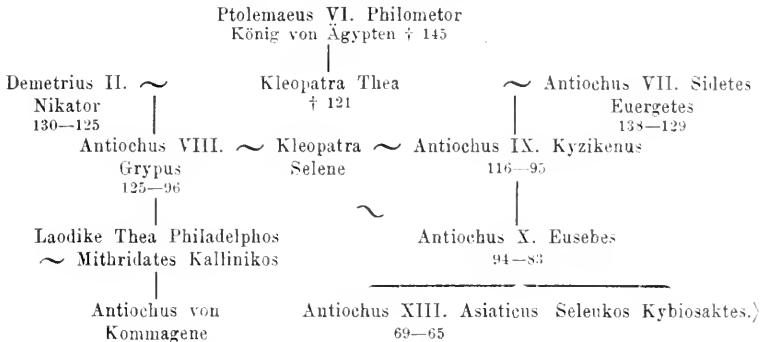 Ptolemaeus VI. Philometor
König von Ägypten † 145
Demetrius II. ~ Kleopatra Thea ~ Antiochus VII. Sidetes
Nikator † 121 Euergetes
130—125 138—129
Antiochus VIII. ~ Kleopatra ~ Antiochus IX. Kyzikenus
Grypus Selene 116—95
125—96
~
Laodike Thea Philadelphos Antiochus X. Eusebes
~ Mithridates Kallinikos 94—83
Antiochus von Antiochus XIII. Asiaticus Seleukos Kybiosaktes.⟩
Kommagene 69—65